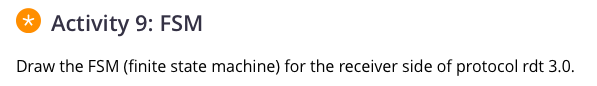 Activity 9: FSM
Draw the FSM (finite state machine) for the receiver side of protocol rdt 3.0.